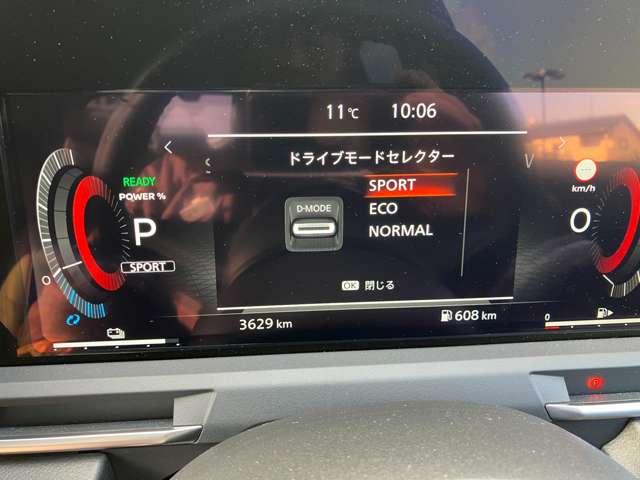 11℃ 10:06
ドライブモードセレクター
READY
POWER %
SPORT
D-MODE
ECO
NORMAL
km/h
P
O
SPORT
O
OK 閉じる
3629 km
608 km
0